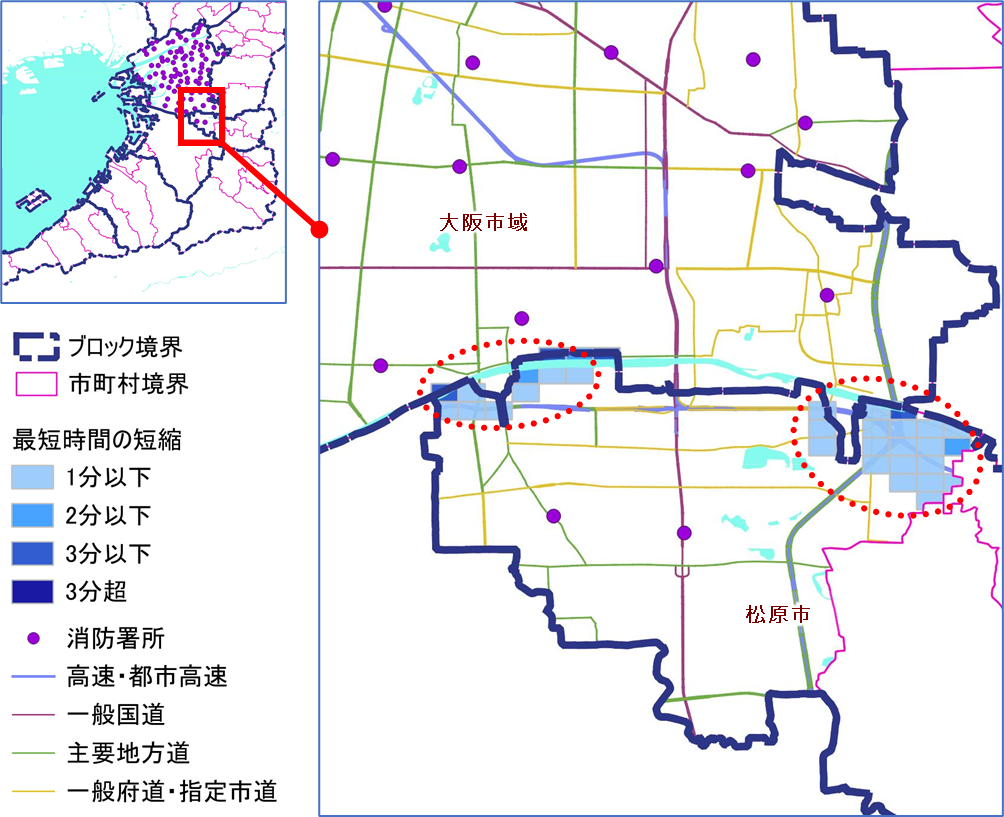 大阪市域
松原市
ブロック境界
市町村境界
最短時間の短縮
1分以下
2分以下
3分以下
3分超
消防署所
高速・都市高速
一般国道
主要地方道
一般府道・指定市道